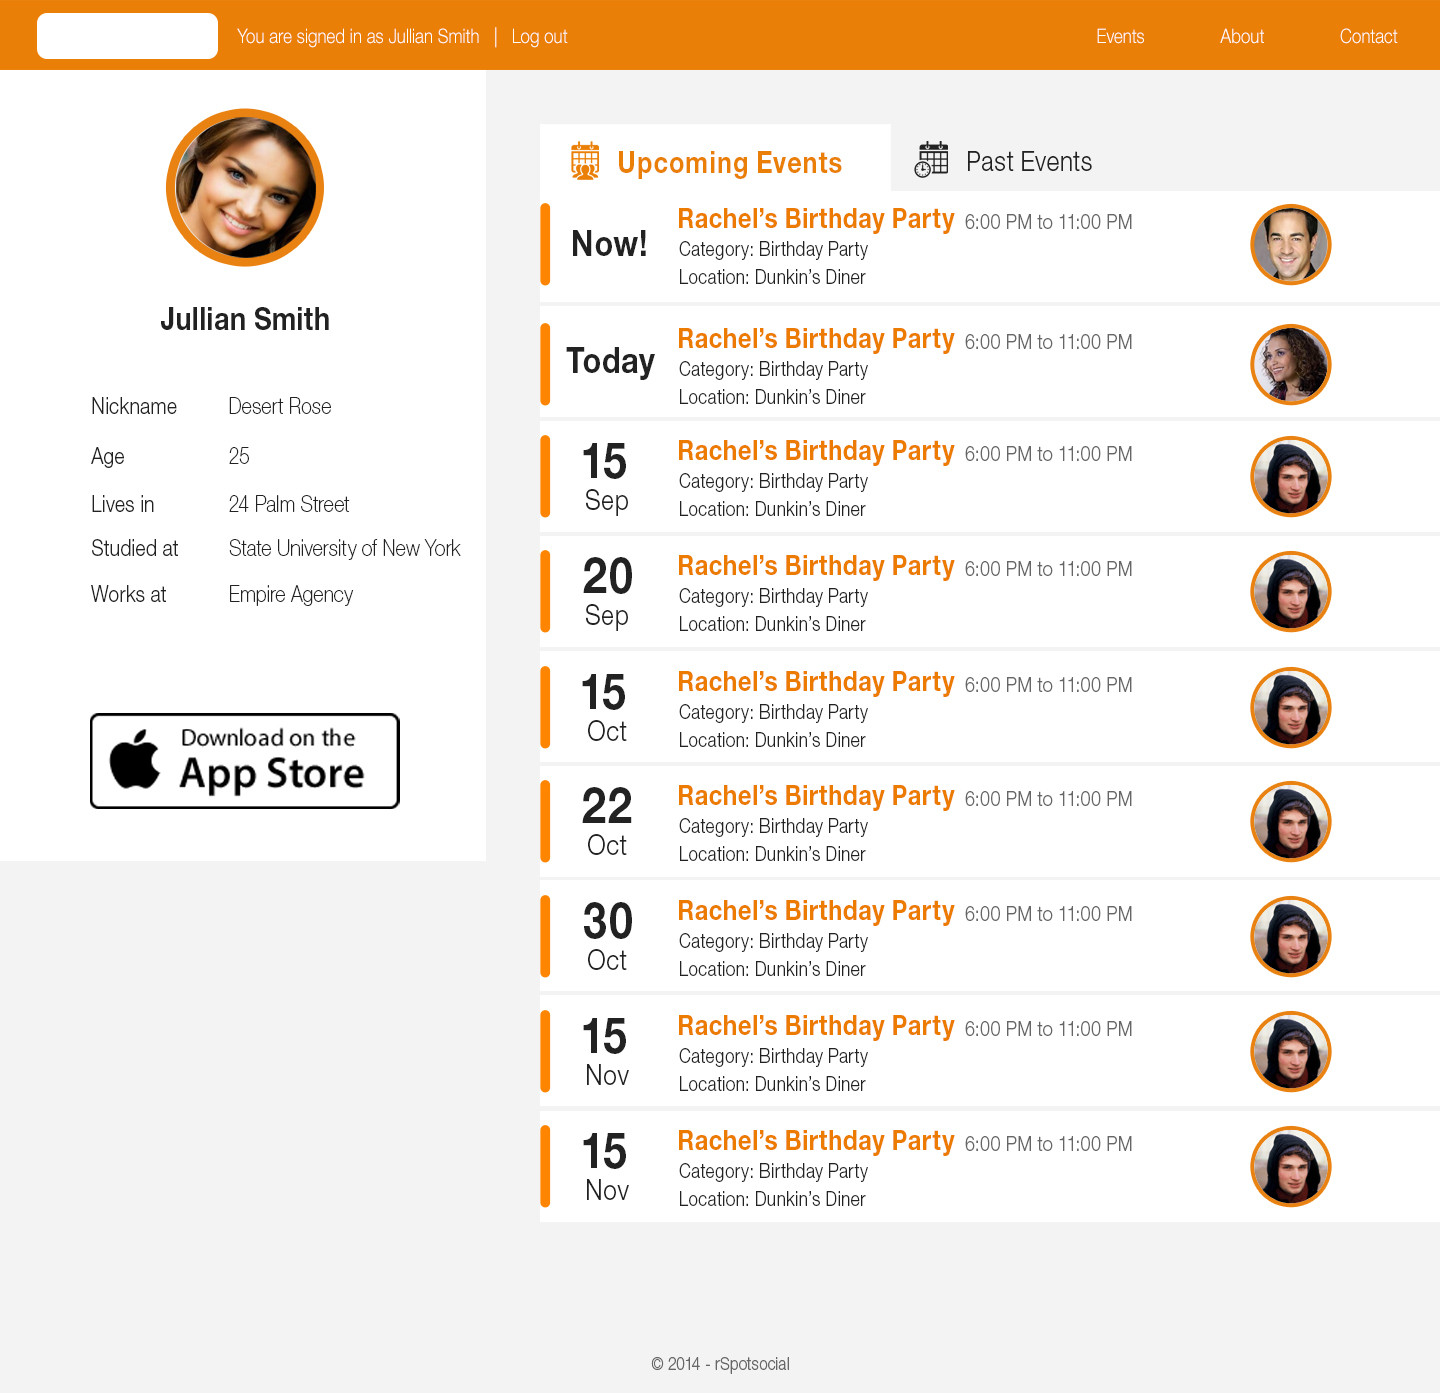 You are signed in as Jullian Smith | Log out
Events About Contact
Jullian Smith
Nickname Desert Rose
Age 25
Lives in 24 Palm Street
Studied at State University of New York
Works at Empire Agency
Download on the
App Store
Upcoming Events
Past Events
Now!
Rachel’s Birthday Party 6:00 PM to 11:00 PM
Category: Birthday Party
Location: Dunkin’s Diner
Today
Rachel’s Birthday Party 6:00 PM to 11:00 PM
Category: Birthday Party
Location: Dunkin’s Diner
15
Sep
Rachel’s Birthday Party 6:00 PM to 11:00 PM
Category: Birthday Party
Location: Dunkin’s Diner
20
Sep
Rachel’s Birthday Party 6:00 PM to 11:00 PM
Category: Birthday Party
Location: Dunkin’s Diner
15
Oct
Rachel’s Birthday Party 6:00 PM to 11:00 PM
Category: Birthday Party
Location: Dunkin’s Diner
22
Oct
Rachel’s Birthday Party 6:00 PM to 11:00 PM
Category: Birthday Party
Location: Dunkin’s Diner
30
Oct
Rachel’s Birthday Party 6:00 PM to 11:00 PM
Category: Birthday Party
Location: Dunkin’s Diner
15
Nov
Rachel’s Birthday Party 6:00 PM to 11:00 PM
Category: Birthday Party
Location: Dunkin’s Diner
15
Nov
Rachel’s Birthday Party 6:00 PM to 11:00 PM
Category: Birthday Party
Location: Dunkin’s Diner
© 2014 - rSpotsocial